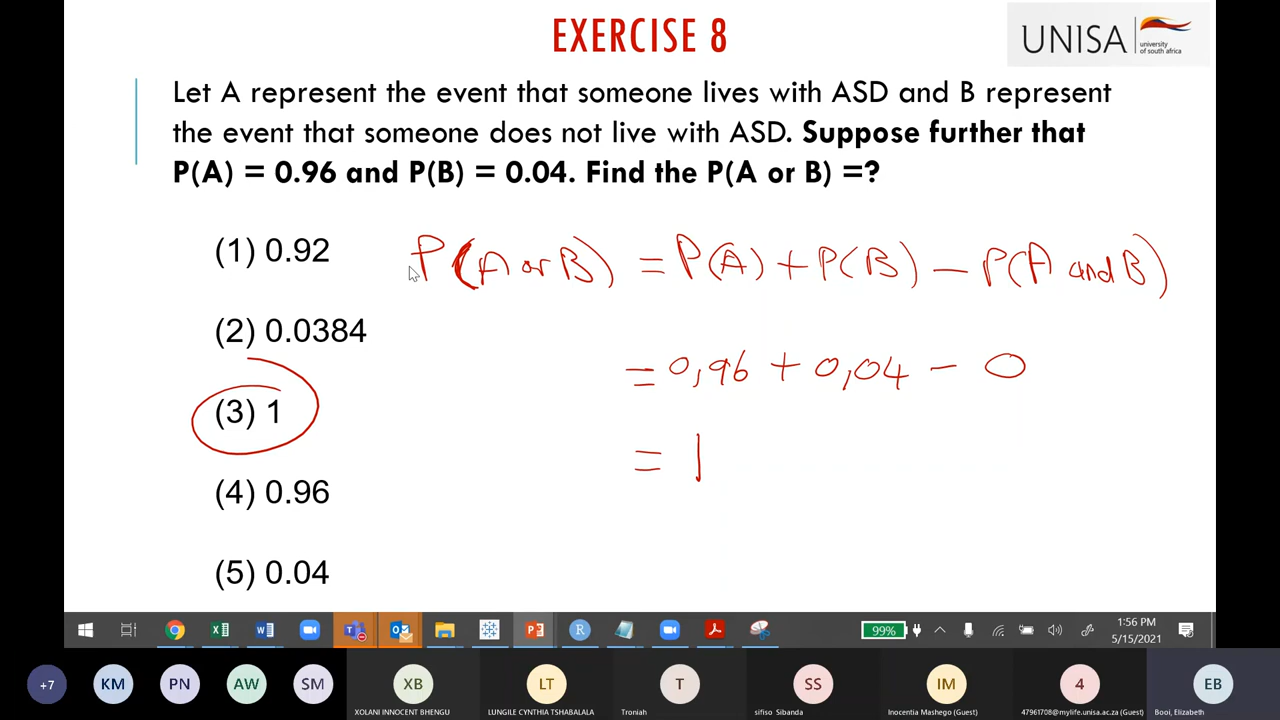 EXERCISE 8
UNISA university of south africa
Let A represent the event that someone lives with ASD and B represent
the event that someone does not live with ASD. Suppose further that
P(A) = 0.96 and P(B) = 0.04. Find the P(A or B) =?
(1) 0.92
P(A or B) = P(A) + P(B) - P(A and B)
(2) 0.0384
= 0,96 + 0,04 - 0
(3) 1
= 1
(4) 0.96
(5) 0.04
99%
1:56 PM
5/15/2021
+7 KM PN AW SM XB LT T SS IM 4 EB
XOLANI INNOCENT BHENGU LUNGILE CYNTHIA TSHABALALA Troniah sifiso Sibanda Inocentia Mashego (Guest) 47961708@mylife.unisa.ac.za (Guest) Booi, Elizabeth